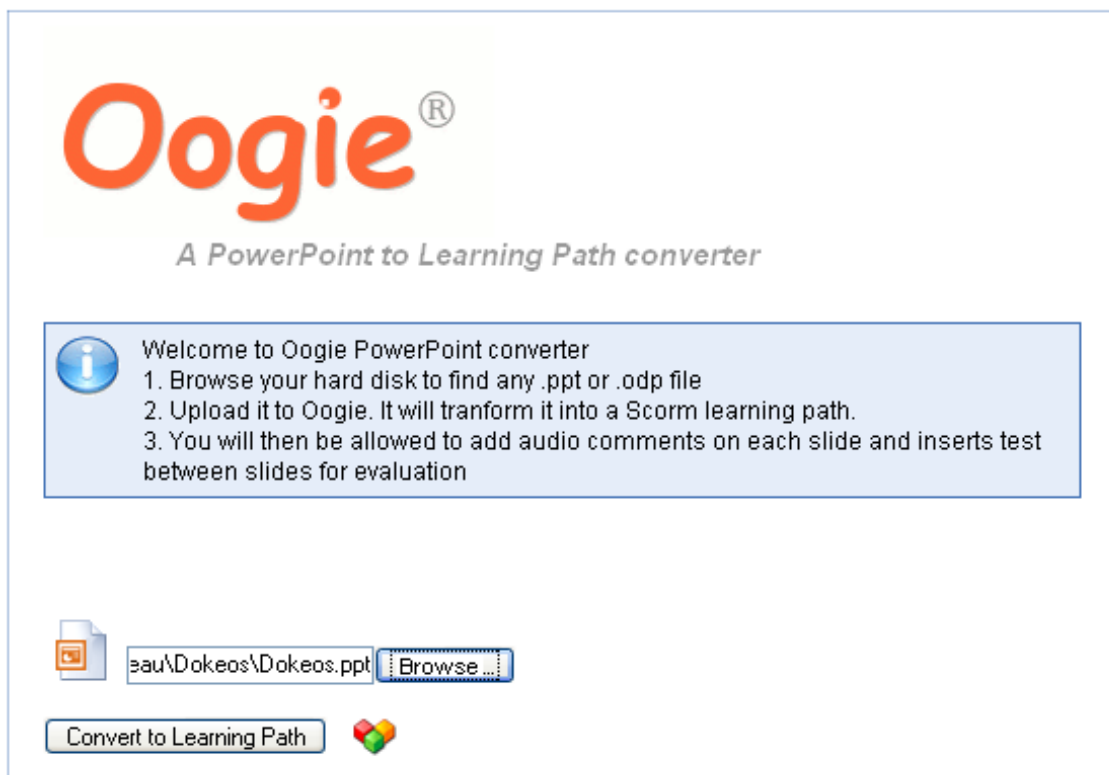 Oogie®
A PowerPoint to Learning Path converter
Welcome to Oogie PowerPoint converter
1. Browse your hard disk to find any .ppt or .odp file
2. Upload it to Oogie. It will tranform it into a Scorm learning path.
3. You will then be allowed to add audio comments on each slide and inserts test
between slides for evaluation
eau\Dokeos\Dokeos.ppt Browse...
Convert to Learning Path